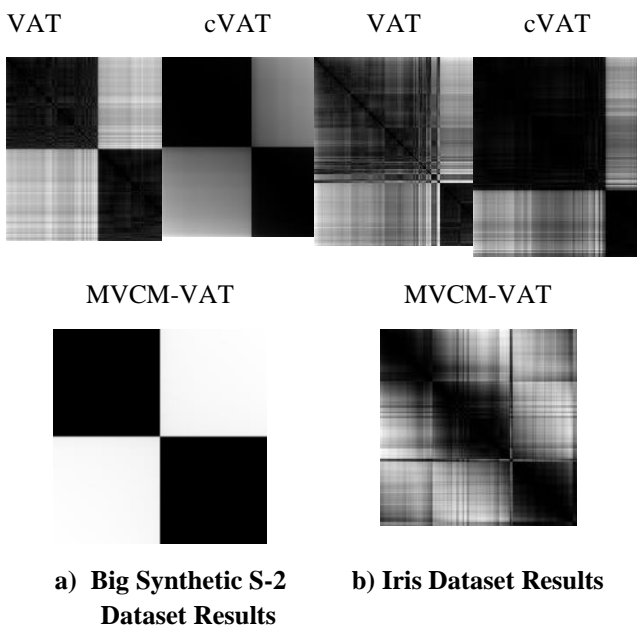 VAT cVAT VAT cVAT
MVCM-VAT MVCM-VAT
a) Big Synthetic S-2
Dataset Results
b) Iris Dataset Results